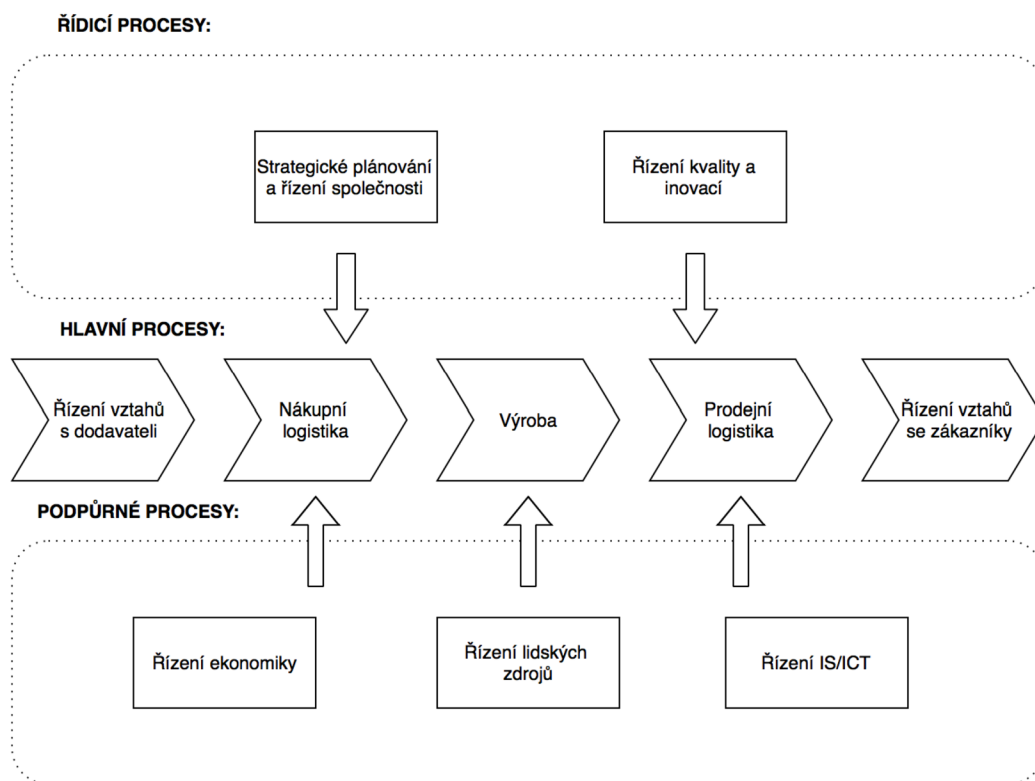 ŘÍDICÍ PROCESY:
Strategické plánování
a řízení společnosti
Řízení kvality a
inovací
HLAVNÍ PROCESY:
Řízení vztahů
s dodavateli
Nákupní
logistika
Výroba
Prodejní
logistika
Řízení vztahů
se zákazníky
PODPŮRNÉ PROCESY:
Řízení ekonomiky
Řízení lidských
zdrojů
Řízení IS/ICT